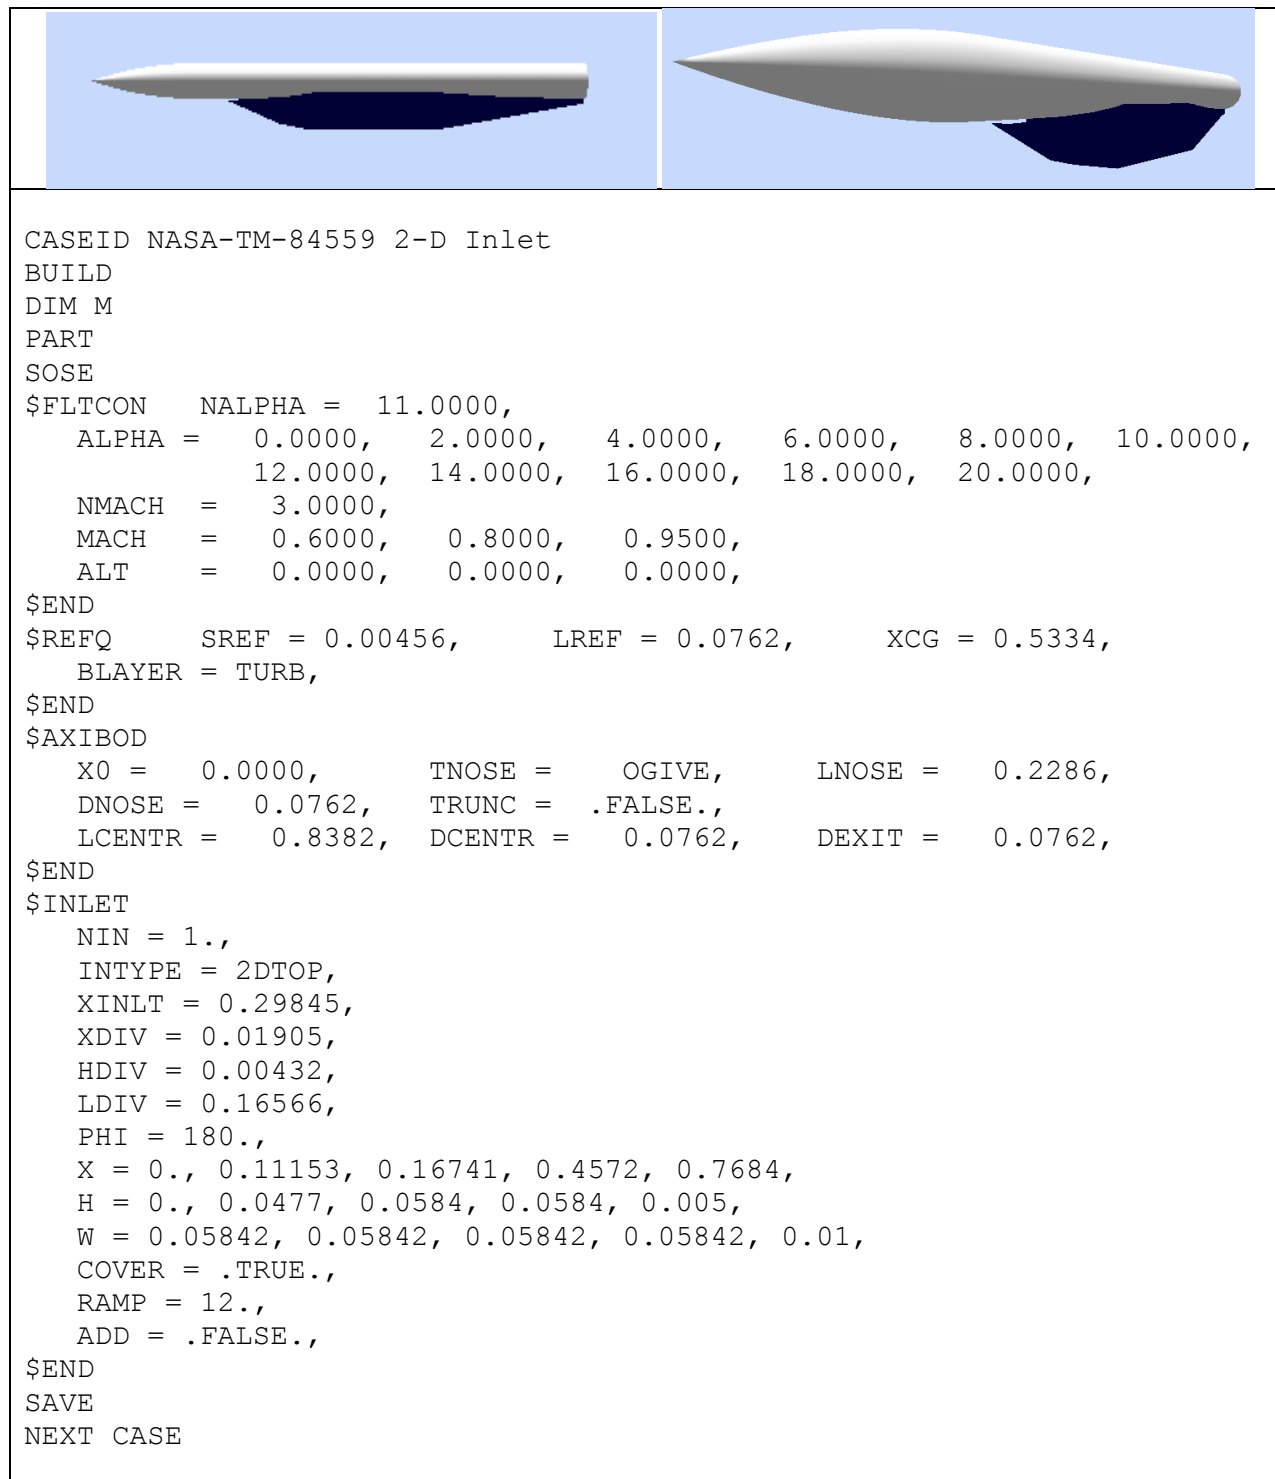 CASEID NASA-TM-84559 2-D Inlet
BUILD
DIM M
PART
SOSE
$FLTCON   NALPHA =  11.0000,
   ALPHA =   0.0000,   2.0000,   4.0000,   6.0000,   8.0000,  10.0000,
             12.0000,  14.0000,  16.0000,  18.0000,  20.0000,
   NMACH  =   3.0000,
   MACH   =   0.6000,   0.8000,   0.9500,
   ALT    =   0.0000,   0.0000,   0.0000,
$END
$REFQ     SREF = 0.00456,     LREF = 0.0762,     XCG = 0.5334,
   BLAYER = TURB,
$END
$AXIBOD
   X0 =   0.0000,      TNOSE =    OGIVE,    LNOSE =   0.2286,
   DNOSE =   0.0762,   TRUNC =  .FALSE.,
   LCENTR =   0.8382,  DCENTR =   0.0762,     DEXIT =   0.0762,
$END
$INLET
   NIN = 1.,
   INTYPE = 2DTOP,
   XINLT = 0.29845,
   XDIV = 0.01905,
   HDIV = 0.00432,
   LDIV = 0.16566,
   PHI = 180.,
   X = 0., 0.11153, 0.16741, 0.4572, 0.7684,
   H = 0., 0.0477, 0.0584, 0.0584, 0.005,
   W = 0.05842, 0.05842, 0.05842, 0.05842, 0.01,
   COVER = .TRUE.,
   RAMP = 12.,
   ADD = .FALSE.,
$END
SAVE
NEXT CASE